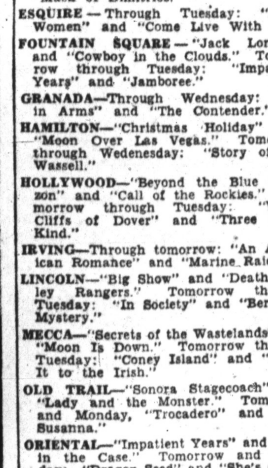 ESQUIRE — Through Tuesday: "
Women" and "Come Live With
FOUNTAIN SQUARE — "Jack Lon
and "Cowboy in the Clouds." To
row through Tuesday: "Imp
Years" and "Jamboree."
GRANADA—Through Wednesday:
in Arms" and "The Contender."
HAMILTON—"Christmas Holiday"
"Moon Over Las Vegas." Tom
through Wedenesday: "Story of
Wassell."
HOLLYWOOD—"Beyond the Blue
zon" and "Call of the Rockies."
morrow through Tuesday: "
Cliffs of Dover" and "Three
Kind."
IRVING—Through tomorrow: "An A
ican Romance" and "Marine Raid
LINCOLN—"Big Show" and "Death
ley Rangers." Tomorrow th
Tuesday: "In Society" and "Ber
Mystery."
MECCA—"Secrets of the Wastelands
"Moon Is Down." Tomorrow th
Tuesday: "Coney Island" and "
It to the Irish."
OLD TRAIL—"Sonora Stagecoach"
"Lady and the Monster." Tom
and Monday, "Trocadero" and
Susanna."
ORIENTAL—"Impatient Years" and
in the Case." Tomorrow and